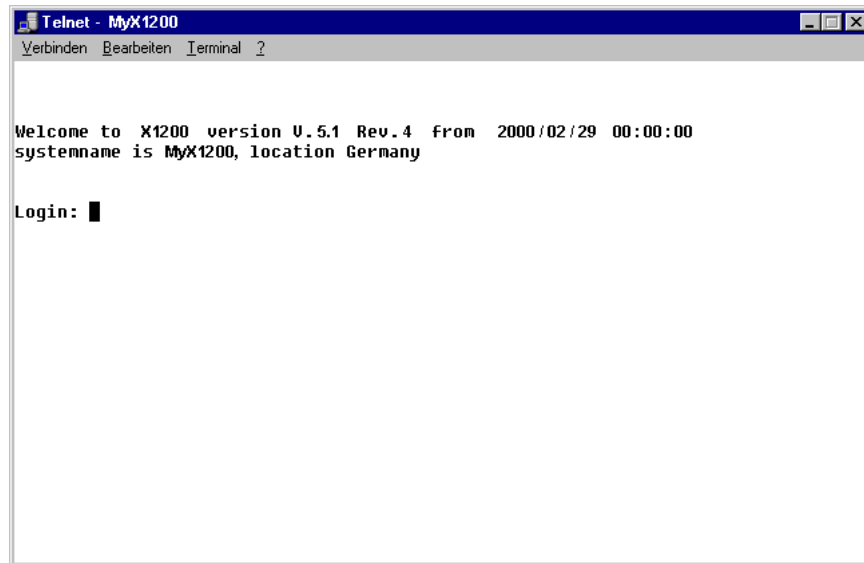 Telnet - MyX1200
Verbinden Bearbeiten Terminal ?
Welcome to X1200 version V.5.1 Rev.4 from 2000/02/29 00:00:00
systemname is MyX1200, location Germany
Login: